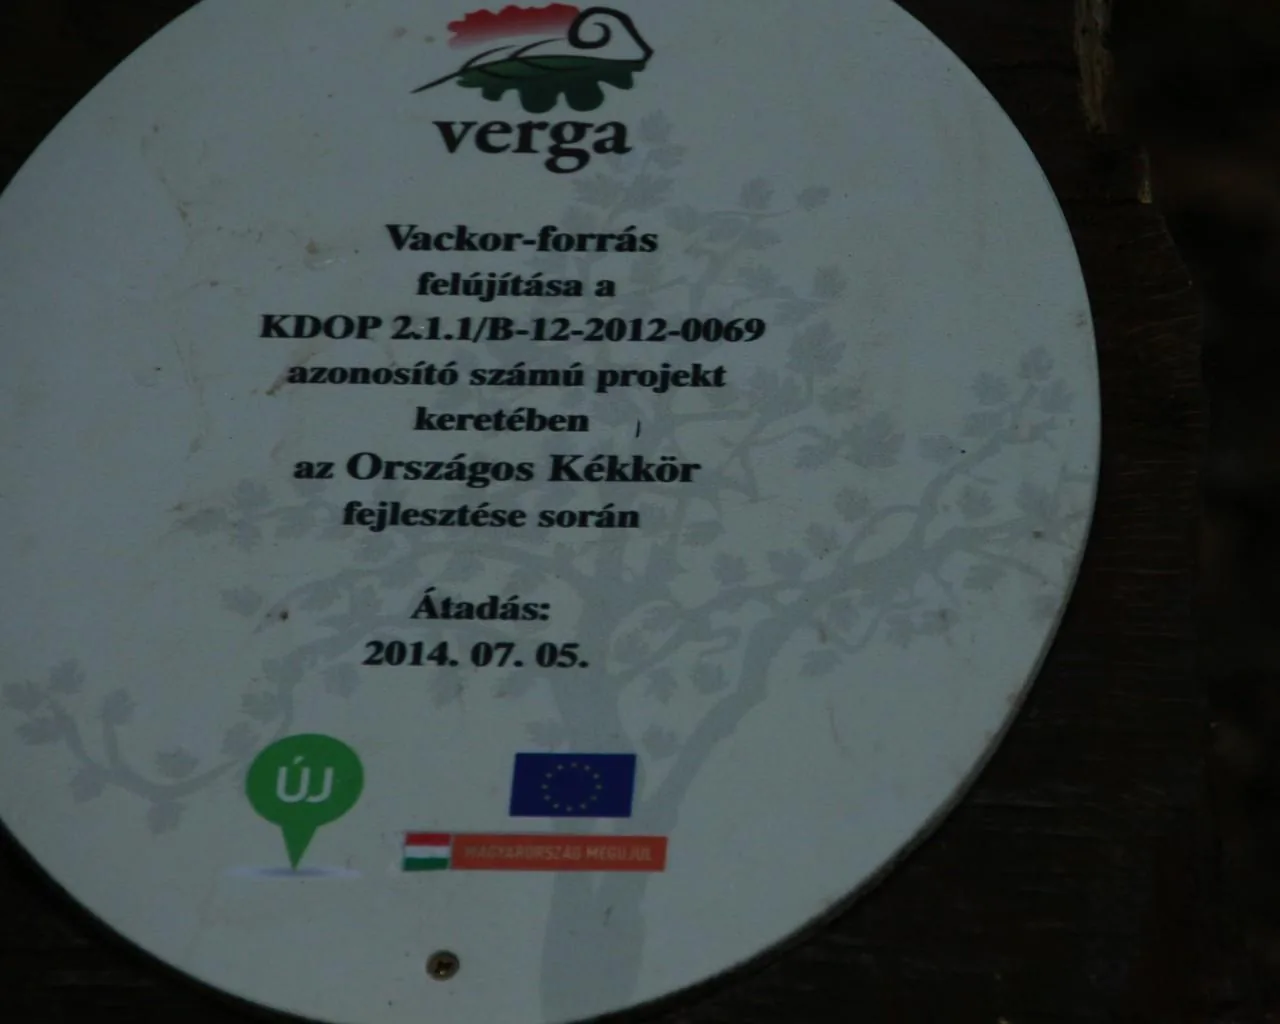 verga
Vackor-forrás
felújítása a
KDOP 2.1.1/B-12-2012-0069
azonosító számú projekt
keretében
az Országos Kékkör
fejlesztése során
Átadás:
2014. 07. 05.
ÚJ
MAGYARORSZÁG MEGÚJUL